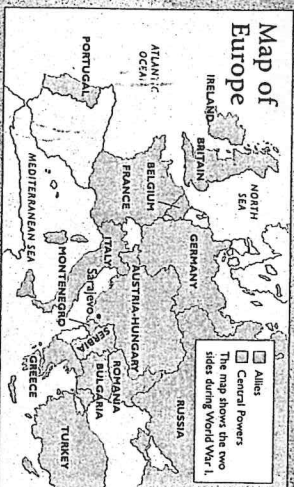 Map of
Europe
Allies
Central Powers
The map shows the two
sides during World War I.
NORTH
SEA
IRELAND
BRITAIN
ATLANTIC
OCEAN
BELGIUM
GERMANY
RUSSIA
FRANCE
AUSTRIA-HUNGARY
PORTUGAL
ITALY
Sarajevo
SERBIA
ROMANIA
BULGARIA
MONTENEGRO
MEDITERRANEAN SEA
GREECE
TURKEY